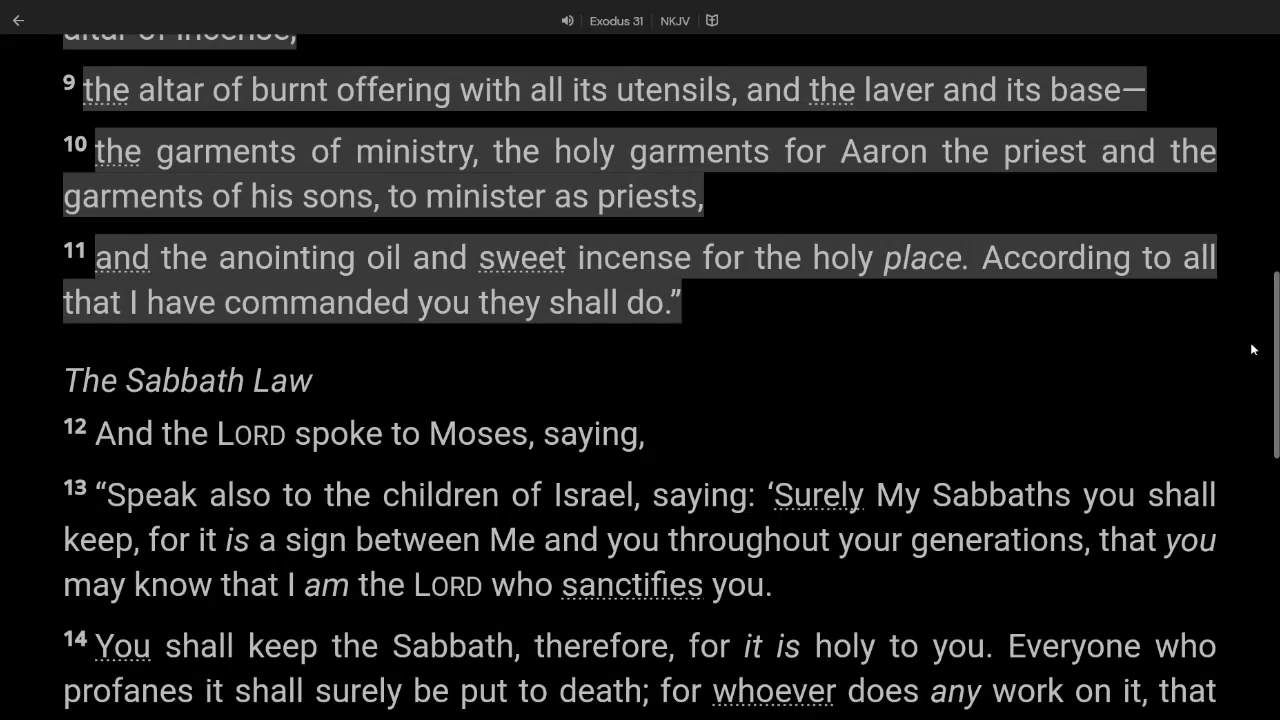 Exodus 31 NKJV
altar of incense,
9 the altar of burnt offering with all its utensils, and the laver and its base—
10 the garments of ministry, the holy garments for Aaron the priest and the
garments of his sons, to minister as priests,
11 and the anointing oil and sweet incense for the holy place. According to all
that I have commanded you they shall do.”
The Sabbath Law
12 And the LORD spoke to Moses, saying,
13 “Speak also to the children of Israel, saying: ‘Surely My Sabbaths you shall
keep, for it is a sign between Me and you throughout your generations, that you
may know that I am the LORD who sanctifies you.
14 You shall keep the Sabbath, therefore, for it is holy to you. Everyone who
profanes it shall surely be put to death; for whoever does any work on it, that